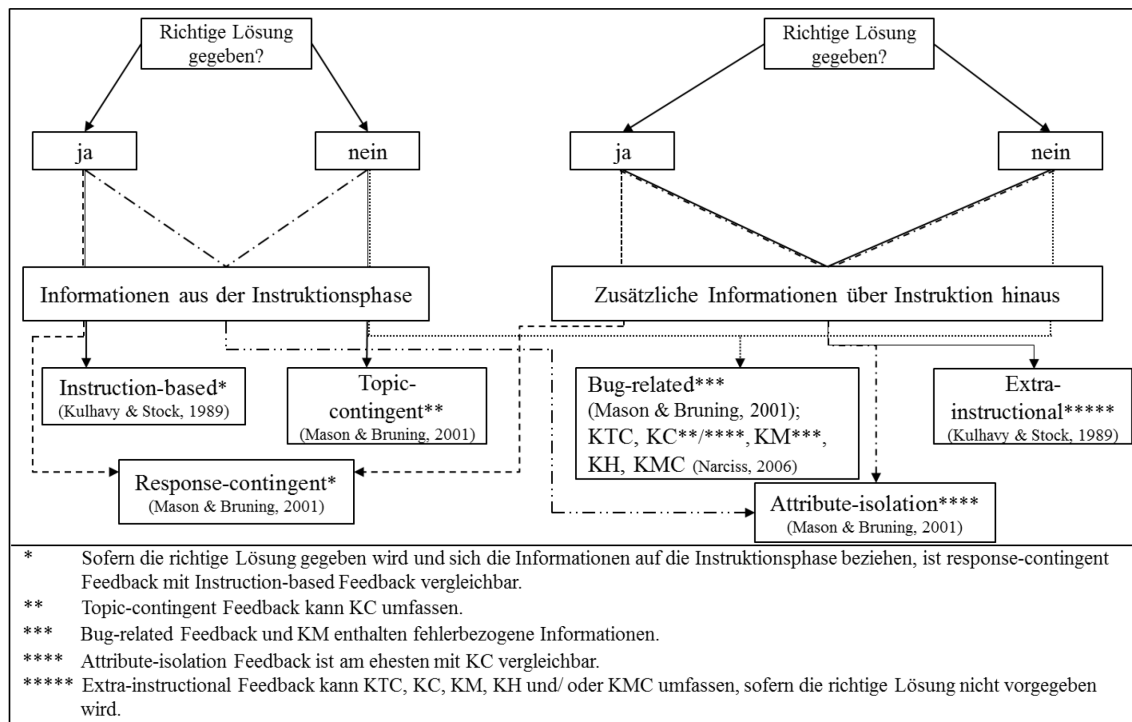 Richtige Lösung
gegeben?
Richtige Lösung
gegeben?
ja
nein
ja
nein
Informationen aus der Instruktionsphase
Zusätzliche Informationen über Instruktion hinaus
Instruction-based*
(Kulhavy & Stock, 1989)
Topic-
contingent**
(Mason & Bruning, 2001)
Bug-related***
(Mason & Bruning, 2001);
KTC, KC**/****, KM***,
KH, KMC (Narciss, 2006)
Extra-
instructional*****
(Kulhavy & Stock, 1989)
Response-contingent*
(Mason & Bruning, 2001)
Attribute-isolation****
(Mason & Bruning, 2001)
* Sofern die richtige Lösung gegeben wird und sich die Informationen auf die Instruktionsphase beziehen, ist response-contingent
Feedback mit Instruction-based Feedback vergleichbar.
** Topic-contingent Feedback kann KC umfassen.
*** Bug-related Feedback und KM enthalten fehlerbezogene Informationen.
**** Attribute-isolation Feedback ist am ehesten mit KC vergleichbar.
***** Extra-instructional Feedback kann KTC, KC, KM, KH und/ oder KMC umfassen, sofern die richtige Lösung nicht vorgegeben
wird.